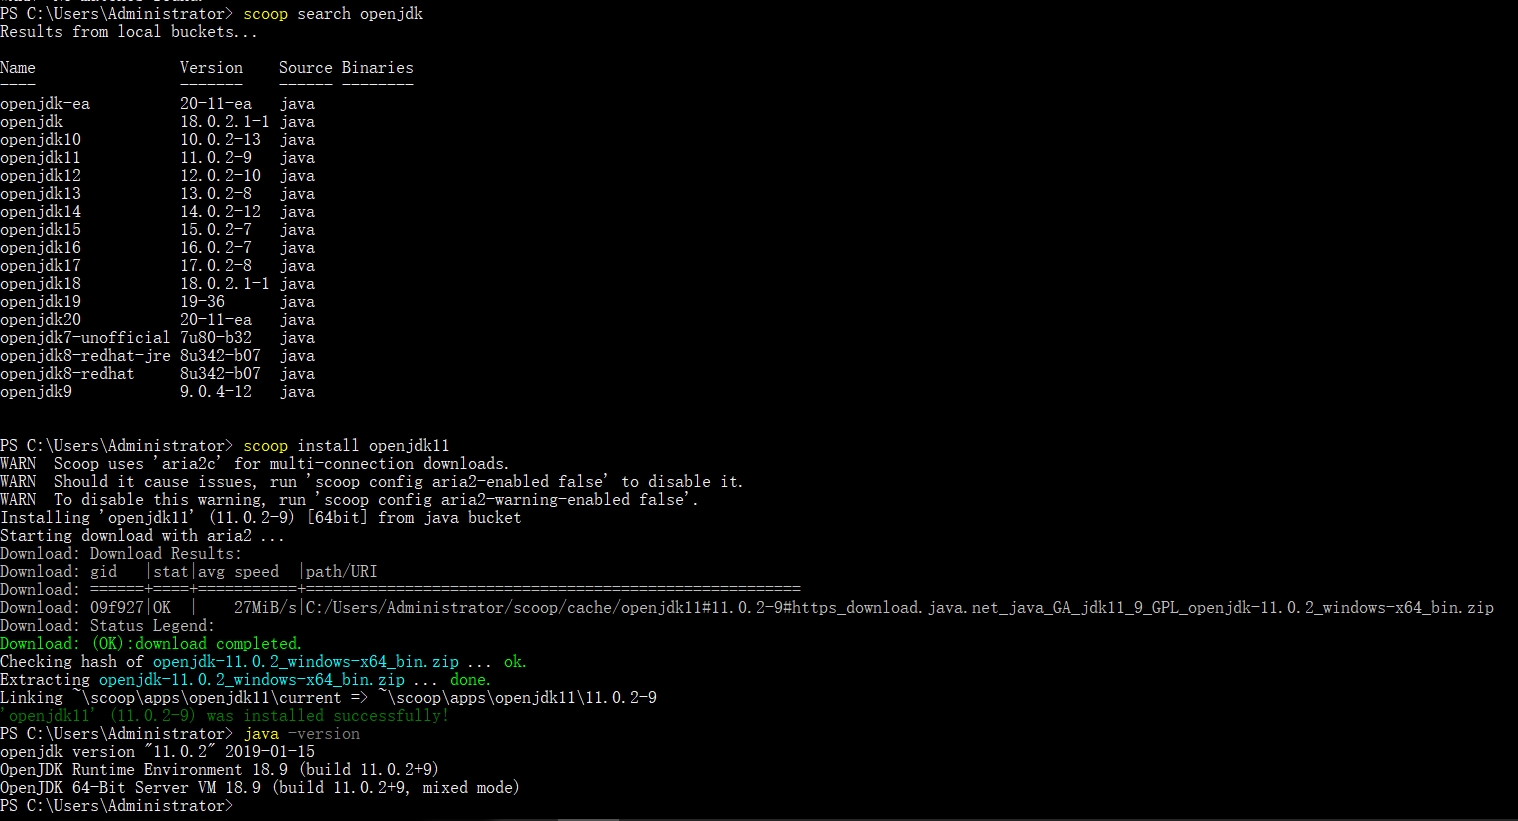 PS C:\Users\Administrator> scoop search openjdk
Results from local buckets...
Name                Version    Source Binaries
----                -------    ------ --------
openjdk-ea          20-11-ea   java
openjdk             18.0.2.1-1 java
openjdk10           10.0.2-13  java
openjdk11           11.0.2-9   java
openjdk12           12.0.2-10  java
openjdk13           13.0.2-8   java
openjdk14           14.0.2-12  java
openjdk15           15.0.2-7   java
openjdk16           16.0.2-7   java
openjdk17           17.0.2-8   java
openjdk18           18.0.2.1-1 java
openjdk19           19-36      java
openjdk20           20-11-ea   java
openjdk7-unofficial 7u80-b32   java
openjdk8-redhat-jre 8u342-b07  java
openjdk8-redhat     8u342-b07  java
openjdk9            9.0.4-12   java
PS C:\Users\Administrator> scoop install openjdk11
WARN  Scoop uses 'aria2c' for multi-connection downloads.
WARN  Should it cause issues, run 'scoop config aria2-enabled false' to disable it.
WARN  To disable this warning, run 'scoop config aria2-warning-enabled false'.
Installing 'openjdk11' (11.0.2-9) [64bit] from java bucket
Starting download with aria2 ...
Download: Download Results:
Download: gid   |stat|avg speed  |path/URI
Download: ======+====+===========+=======================================================
Download: 09f927|OK  |    27MiB/s|C:/Users/Administrator/scoop/cache/openjdk11#11.0.2-9#https_download.java.net_java_GA_jdk11_9_GPL_openjdk-11.0.2_windows-x64_bin.zip
Download: Status Legend:
Download: (OK):download completed.
Checking hash of openjdk-11.0.2_windows-x64_bin.zip ... ok.
Extracting openjdk-11.0.2_windows-x64_bin.zip ... done.
Linking ~\scoop\apps\openjdk11\current => ~\scoop\apps\openjdk11\11.0.2-9
'openjdk11' (11.0.2-9) was installed successfully!
PS C:\Users\Administrator> java -version
openjdk version "11.0.2" 2019-01-15
OpenJDK Runtime Environment 18.9 (build 11.0.2+9)
OpenJDK 64-Bit Server VM 18.9 (build 11.0.2+9, mixed mode)
PS C:\Users\Administrator>